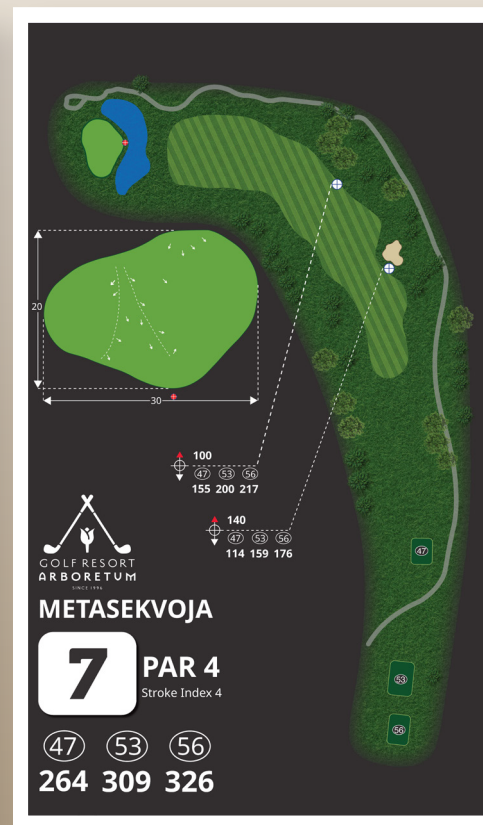 20
30
100
47 53 56
155 200 217
140
47 53 56
114 159 176
47
53
56
GOLF RESORT
ARBORETUM
SINCE 1996
METASEKVOJA
7
PAR 4
Stroke Index 4
47 53 56
264 309 326